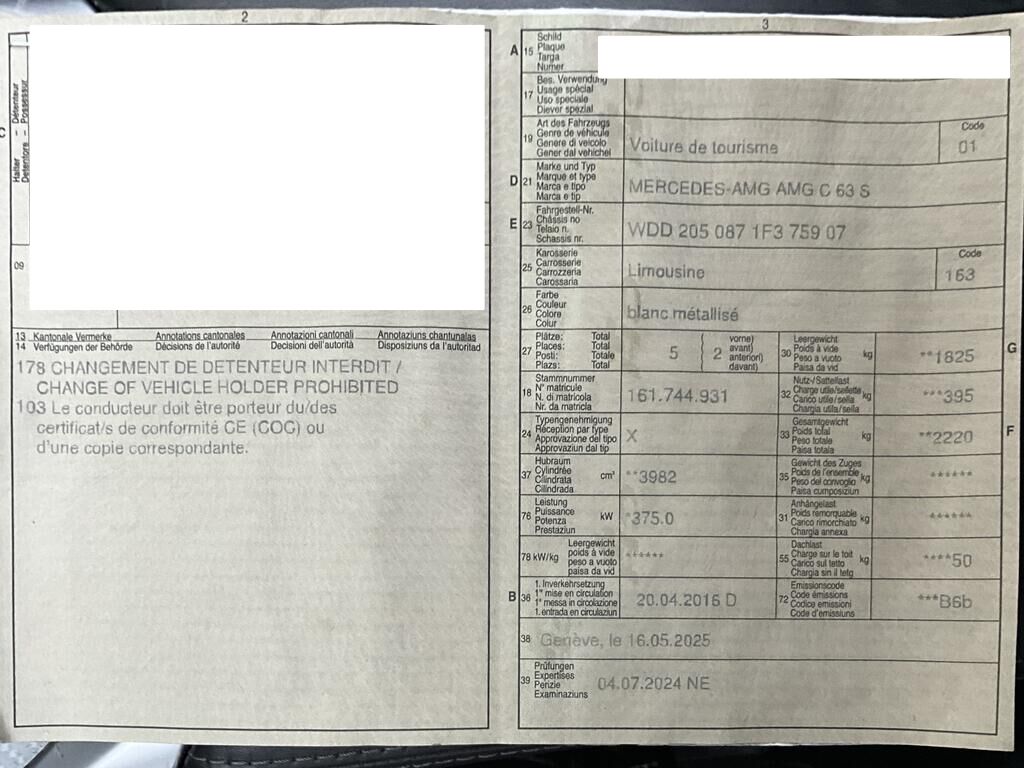 2
1
Halter – Détenteur
Detentore – Possessur
C
09
13 Kantonale Vermerke Annotations cantonales Annotazioni cantonali Annotaziuns chantunalas
14 Verfügungen der Behörde Décisions de l'autorité Decisioni dell'autorità Disposiziuns da l'autoritad
178 CHANGEMENT DE DETENTEUR INTERDIT /
CHANGE OF VEHICLE HOLDER PROHIBITED
103 Le conducteur doit être porteur du/des
certificat/s de conformité CE (COC) ou
d'une copie correspondante.
3
A 15 Schild
Plaque
Targa
Numer
17 Bes. Verwendung
Usage spécial
Uso speciale
Diever spezial
19 Art des Fahrzeugs
Genre de véhicule
Genere di veicolo
Gener dal vehichel
Voiture de tourisme
Code
01
D 21 Marke und Typ
Marque et type
Marca e tipo
Marca e tip
MERCEDES-AMG AMG C 63 S
E 23 Fahrgestell-Nr.
Châssis no
Telaio n.
Schassis nr.
WDD 205 087 1F3 759 07
25 Karosserie
Carrosserie
Carrozzeria
Carossaria
Limousine
Code
163
26 Farbe
Couleur
Colore
Colur
blanc métallisé
27 Plätze: Total
Places: Total
Posti: Totale
Plazs: Total
5
2
vorne)
avant)
anteriori)
davant)
30 Leergewicht
Poids à vide
Peso a vuoto kg
Paisa da vid
**1825
G
18 Stammnummer
N° matricule
N. di matricola
Nr. da matricla
161.744.931
32 Nutz-/Sattellast
Charge utile/sellette kg
Carico utile/sella
Chargia utila/sella
***395
24 Typengenehmigung
Réception par type
Approvazione del tipo
Approvaziun dal tip
X
33 Gesamtgewicht
Poids total
Peso totale kg
Paisa totala
**2220
F
37 Hubraum
Cylindrée
Cilindrata cm³
Cilindrada
**3982
35 Gewicht des Zuges
Poids de l'ensemble
Peso del convoglio kg
Paisa cumposiziun
******
76 Leistung
Puissance kW
Potenza
Prestaziun
*375.0
31 Anhängelast
Poids remorquable
Carico rimorchiato kg
Chargia annexa
******
78 kW/kg Leergewicht
poids à vide
peso a vuoto
paisa da vid
******
55 Dachlast
Charge sur le toit
Carico sul tetto kg
Chargia sin il tetg
****50
B 36 1. Inverkehrsetzung
1re mise en circulation
1a messa in circolazione
1. entrada en circulaziun
20.04.2016 D
72 Emissionscode
Code émissions
Codice emissioni
Code d'emissiuns
***B6b
38 Genève, le 16.05.2025
39 Prüfungen
Expertises
Perizie
Examinaziuns
04.07.2024 NE